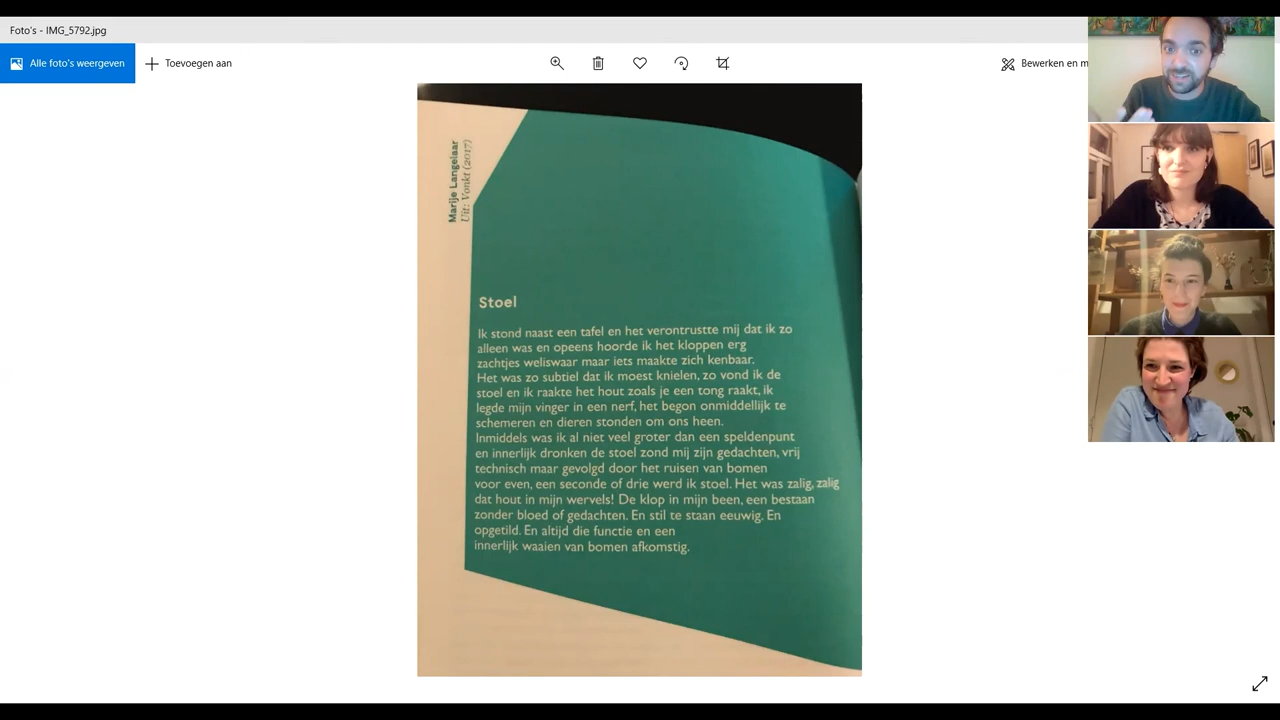 Foto's - IMG_5792.jpg
Alle foto's weergeven
Toevoegen aan
Bewerken en m
Marije Langelaar
Uit: Vonkt (2017)
Stoel
Ik stond naast een tafel en het verontrustte mij dat ik zo
alleen was en opeens hoorde ik het kloppen erg
zachtjes weliswaar maar iets maakte zich kenbaar.
Het was zo subtiel dat ik moest knielen, zo vond ik de
stoel en ik raakte het hout zoals je een tong raakt, ik
legde mijn vinger in een nerf, het begon onmiddellijk te
schemeren en dieren stonden om ons heen.
Inmiddels was ik al niet veel groter dan een speldenpunt
en innerlijk dronken de stoel zond mij zijn gedachten, vrij
technisch maar gevolgd door het ruisen van bomen
voor even, een seconde of drie werd ik stoel. Het was zalig, zalig
dat hout in mijn wervels! De klop in mijn been, een bestaan
zonder bloed of gedachten. En stil te staan eeuwig. En
opgetild. En altijd die functie en een
innerlijk waaien van bomen afkomstig.